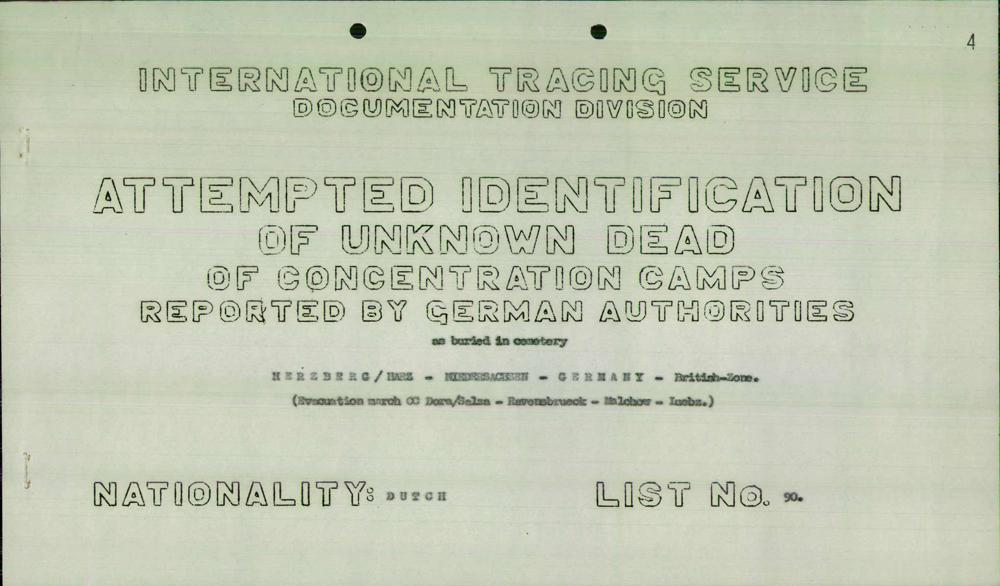 4
INTERNATIONAL TRACING SERVICE
DOCUMENTATION DIVISION
ATTEMPTED IDENTIFICATION
OF UNKNOWN DEAD
OF CONCENTRATION CAMPS
REPORTED BY GERMAN AUTHORITIES
as buried in cemetery
HERZBERG/HARZ - NIEDERSACHSEN - GERMANY - British-Zone.
(Evacuation march CC Dora/Salza - Ravensbrueck - Malchow - Luebz.)
NATIONALITY: DUTCH LIST No. 90.